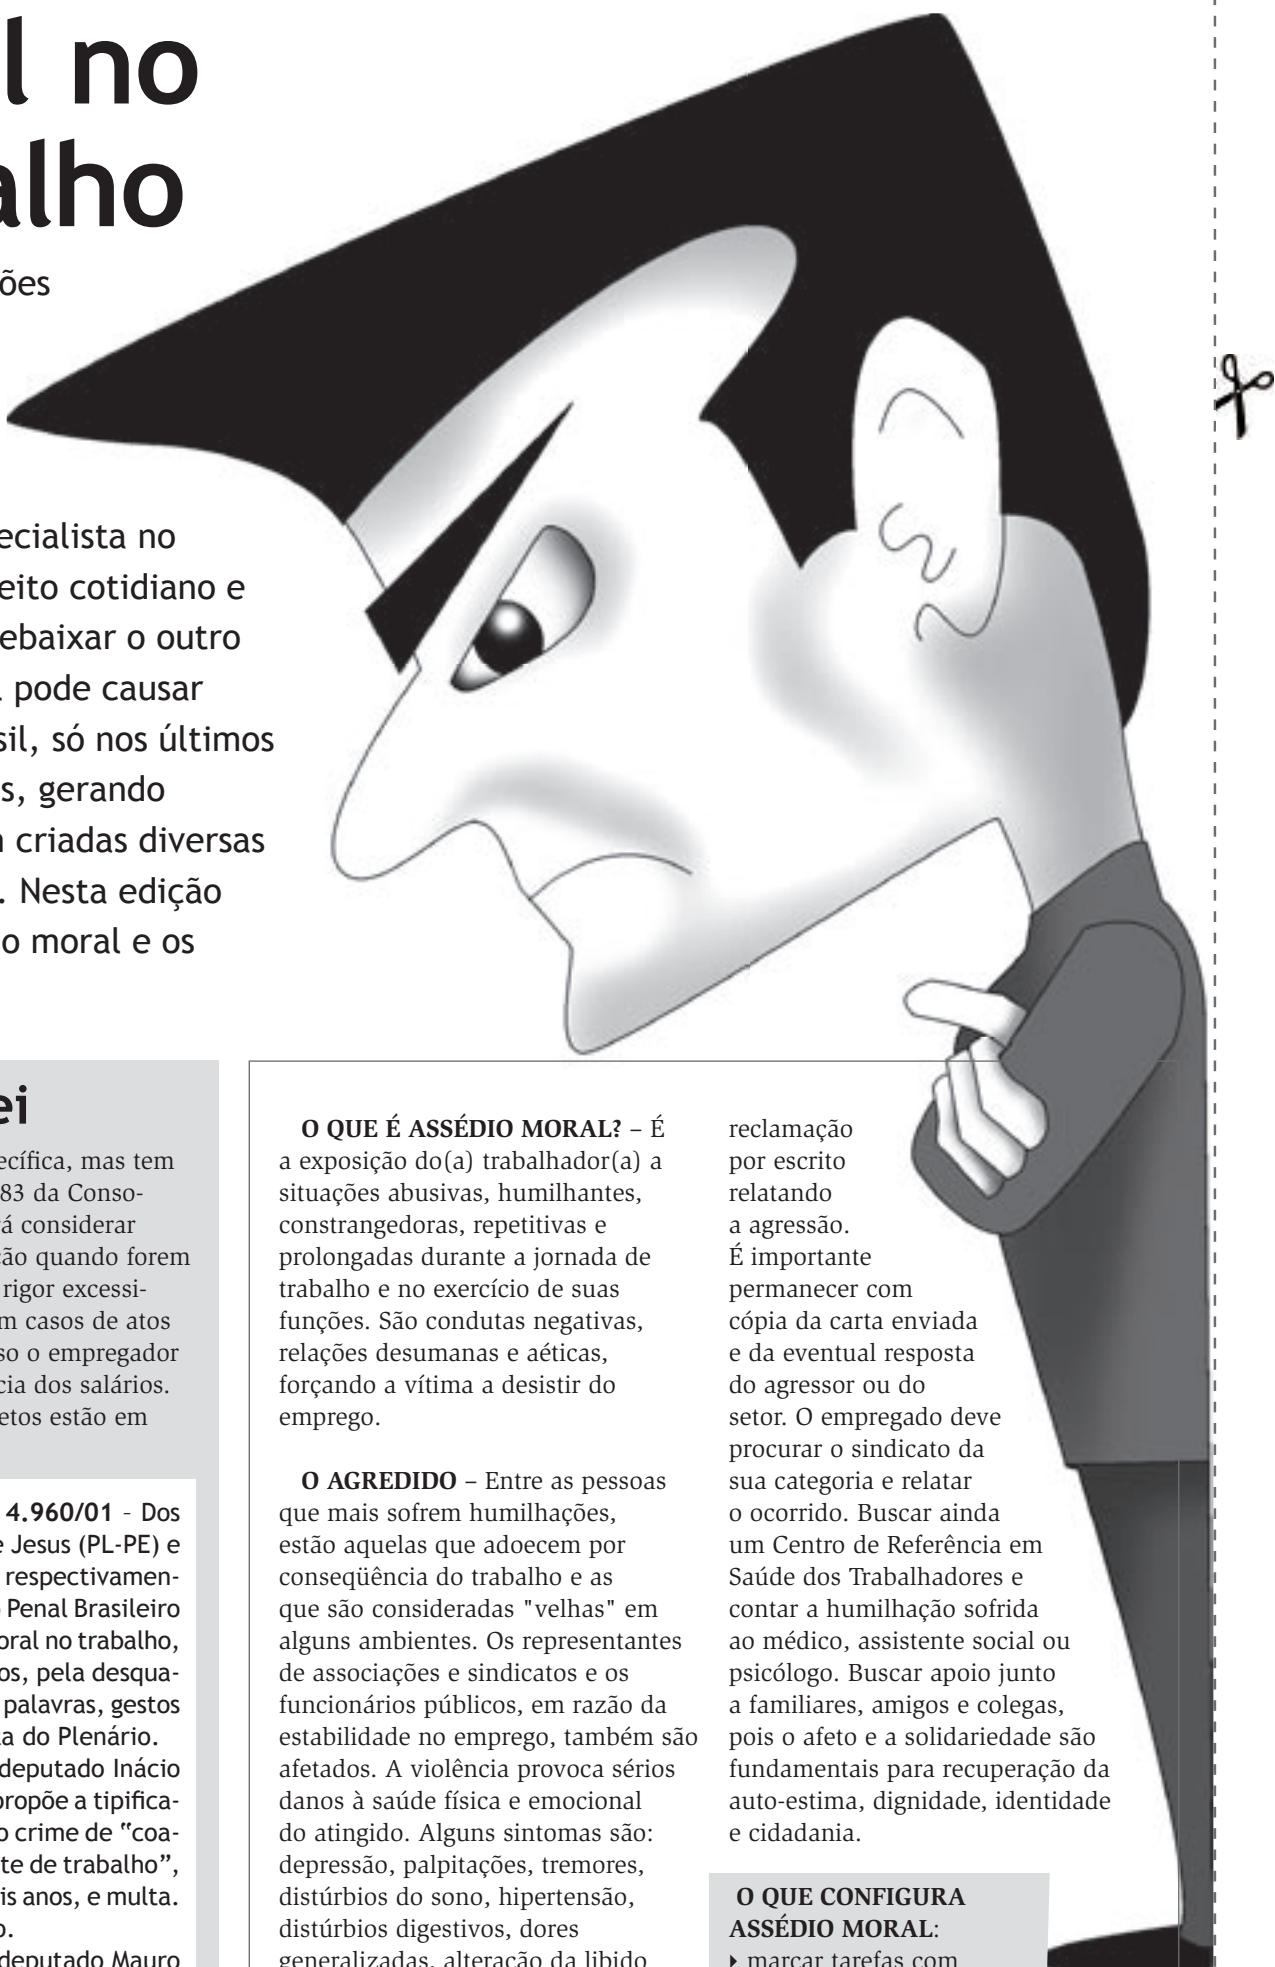 l no
alho
ões
ecialista no
eito cotidiano e
ebaixar o outro
pode causar
sil, só nos últimos
s, gerando
criadas diversas
. Nesta edição
o moral e os
ei
ecífica, mas tem
83 da Conso-
á considerar
ção quando forem
rigor excessi-
m casos de atos
so o empregador
cia dos salários.
etos estão em
4.960/01 - Dos
e Jesus (PL-PE) e
respectivamen-
Penal Brasileiro
oral no trabalho,
os, pela desqua-
palavras, gestos
a do Plenário.
deputado Inácio
propõe a tipifica-
o crime de “coa-
te de trabalho”,
is anos, e multa.
o.
deputado Mauro
O QUE É ASSÉDIO MORAL? – É
a exposição do(a) trabalhador(a) a
situações abusivas, humilhantes,
constrangedoras, repetitivas e
prolongadas durante a jornada de
trabalho e no exercício de suas
funções. São condutas negativas,
relações desumanas e aéticas,
forçando a vítima a desistir do
emprego.
O AGREDIDO – Entre as pessoas
que mais sofrem humilhações,
estão aquelas que adoecem por
conseqüência do trabalho e as
que são consideradas "velhas" em
alguns ambientes. Os representantes
de associações e sindicatos e os
funcionários públicos, em razão da
estabilidade no emprego, também são
afetados. A violência provoca sérios
danos à saúde física e emocional
do atingido. Alguns sintomas são:
depressão, palpitações, tremores,
distúrbios do sono, hipertensão,
distúrbios digestivos, dores
generalizadas, alteração da libido
reclamação
por escrito
relatando
a agressão.
É importante
permanecer com
cópia da carta enviada
e da eventual resposta
do agressor ou do
setor. O empregado deve
procurar o sindicato da
sua categoria e relatar
o ocorrido. Buscar ainda
um Centro de Referência em
Saúde dos Trabalhadores e
contar a humilhação sofrida
ao médico, assistente social ou
psicólogo. Buscar apoio junto
a familiares, amigos e colegas,
pois o afeto e a solidariedade são
fundamentais para recuperação da
auto-estima, dignidade, identidade
e cidadania.
O QUE CONFIGURA
ASSÉDIO MORAL:
marcar tarefas com